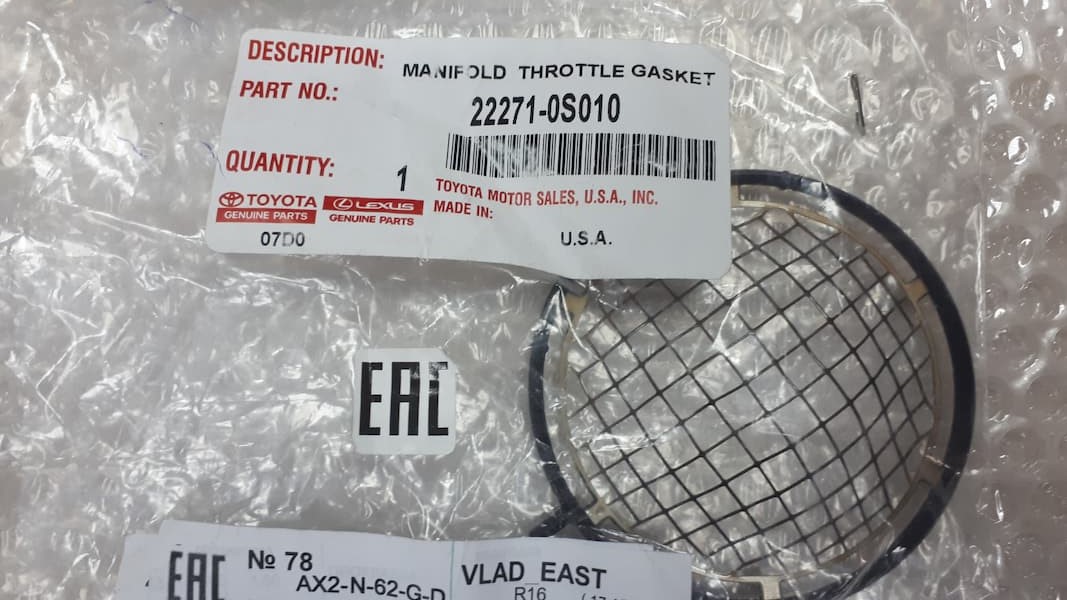 DESCRIPTION: MANIFOLD THROTTLE GASKET
PART NO.: 22271-0S010
QUANTITY: 1
TOYOTA LEXUS
GENUINE PARTS GENUINE PARTS
07D0
TOYOTA MOTOR SALES, U.S.A., INC.
MADE IN:
U.S.A.
EAC
EAC № 78
AX2-N-62-G-D
VLAD_EAST
R16